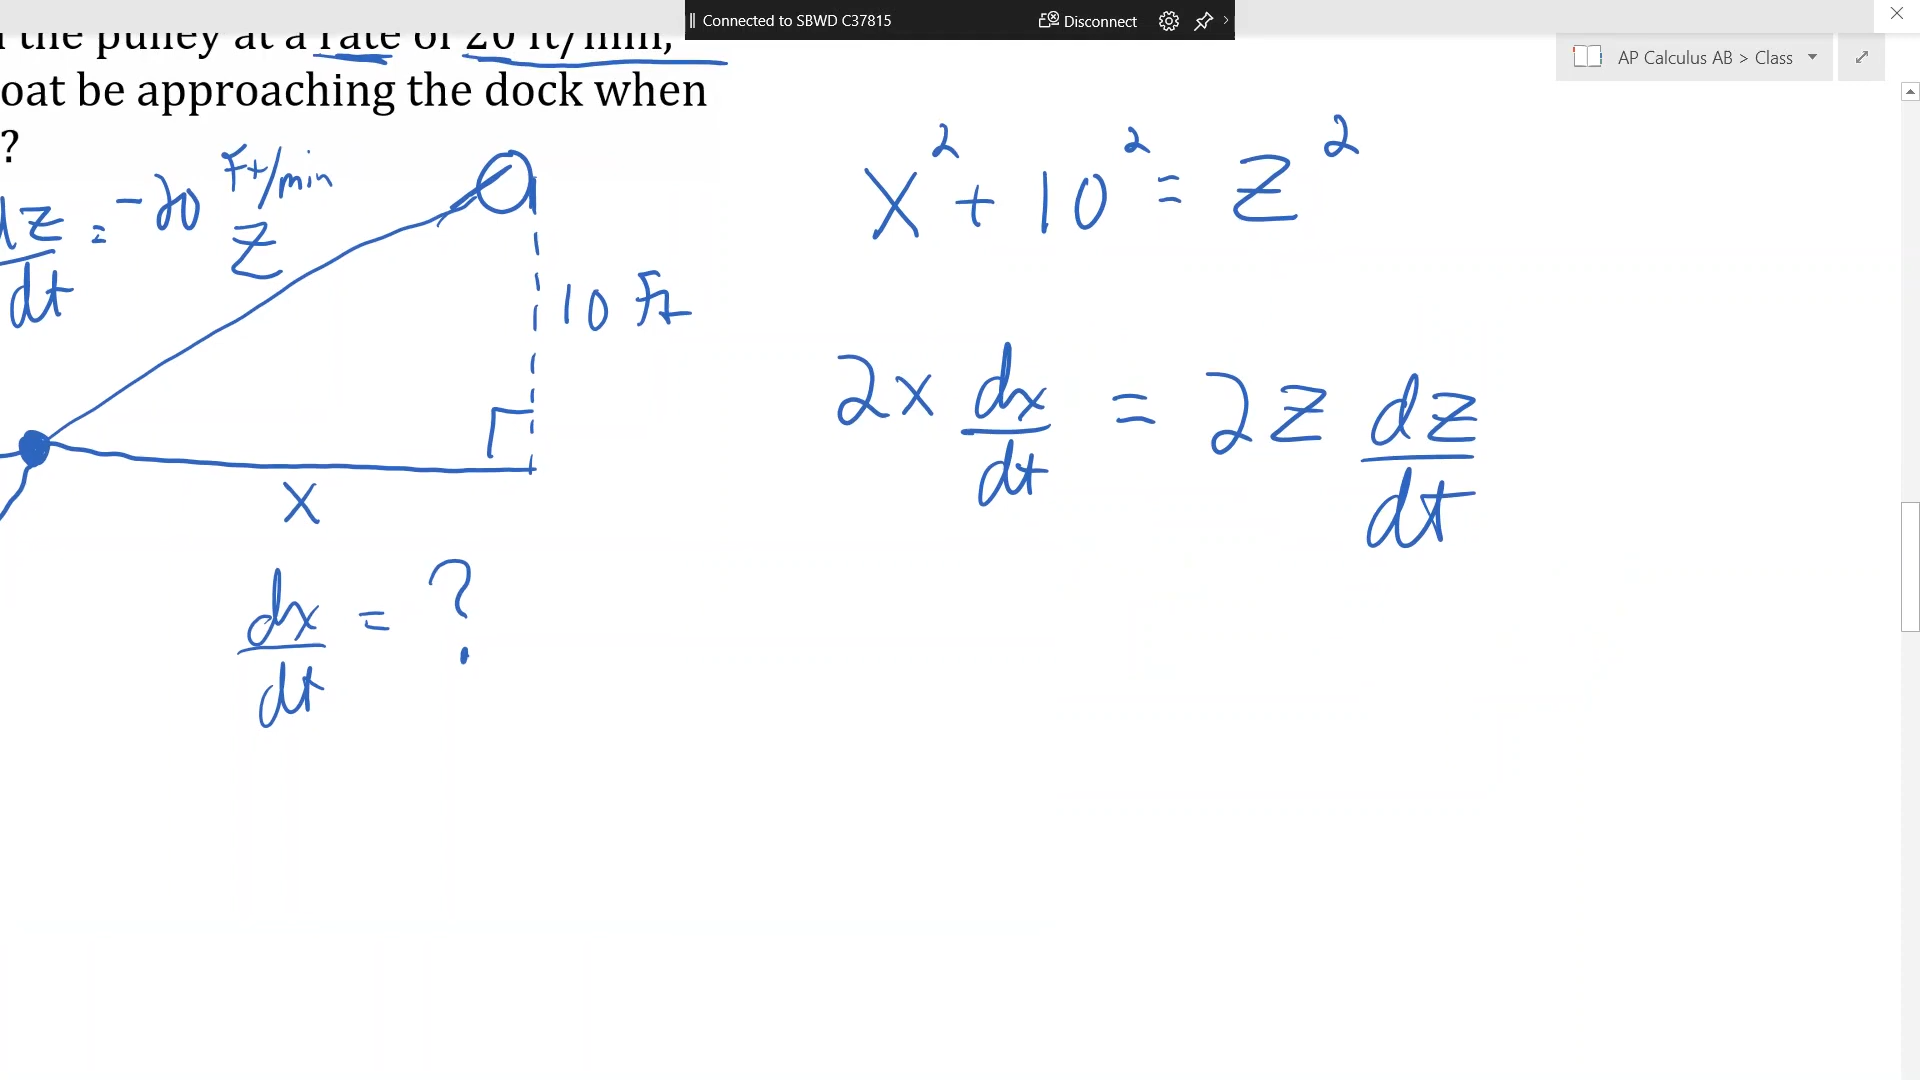 Connected to SBWD C37815
Disconnect
AP Calculus AB > Class
the pulley at a rate of 20 ft/min,
oat be approaching the dock when
?
dz/dt = -20 Ft/min
z
10 Ft
x
dx/dt = ?
x² + 10² = z²
2x dx/dt = 2z dz/dt